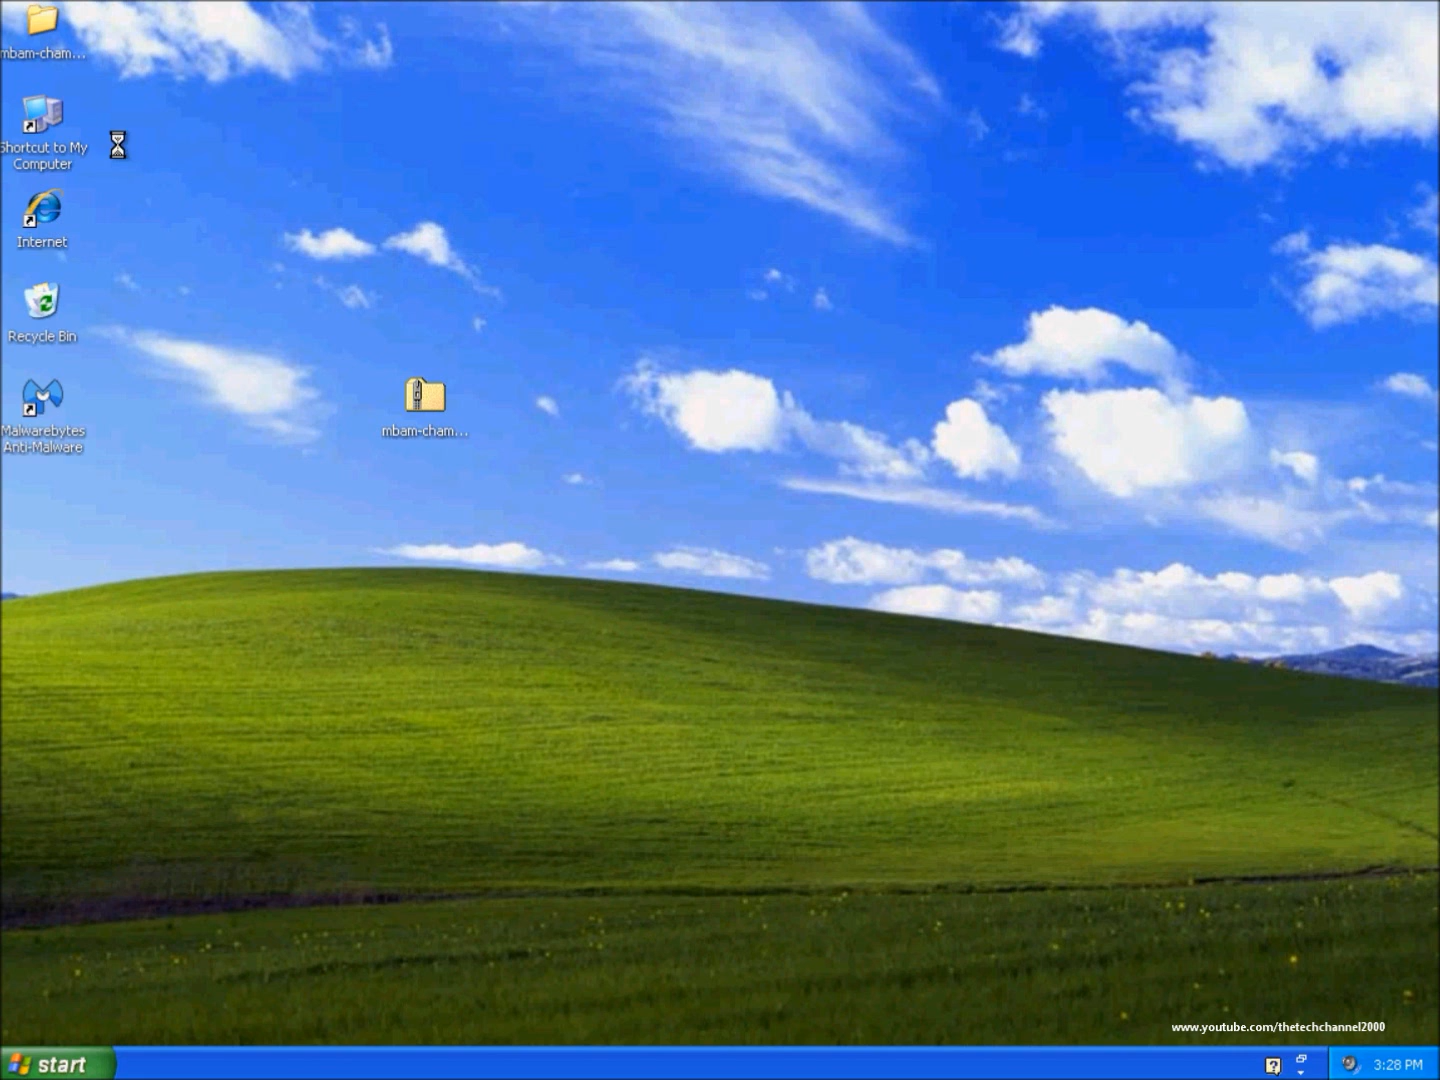 mbam-cham...
Shortcut to My
Computer
Internet
Recycle Bin
Malwarebytes
Anti-Malware
mbam-cham...
www.youtube.com/thetechchannel2000
start
?
3:28 PM